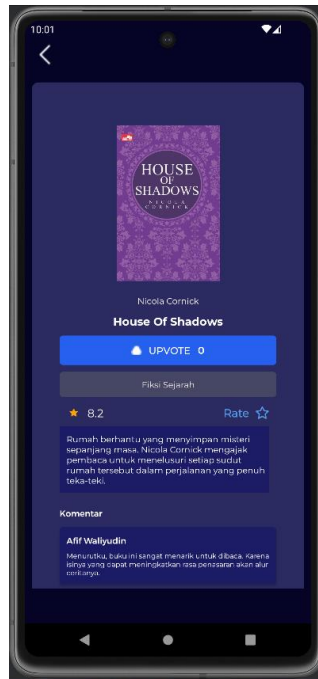 10:01
HOUSE
OF
SHADOWS
NICOLA
CORNICK
Nicola Cornick
House Of Shadows
UPVOTE 0
Fiksi Sejarah
8.2 Rate
Rumah berhantu yang menyimpan misteri
sepanjang masa. Nicola Cornick mengajak
pembaca untuk menelusuri setiap sudut
rumah tersebut dalam perjalanan yang penuh
teka-teki.
Komentar
Afif Waliyudin
Menurutku, buku ini sangat menarik untuk dibaca. Karena
isinya yang dapat meningkatkan rasa penasaran akan alur
ceritanya.